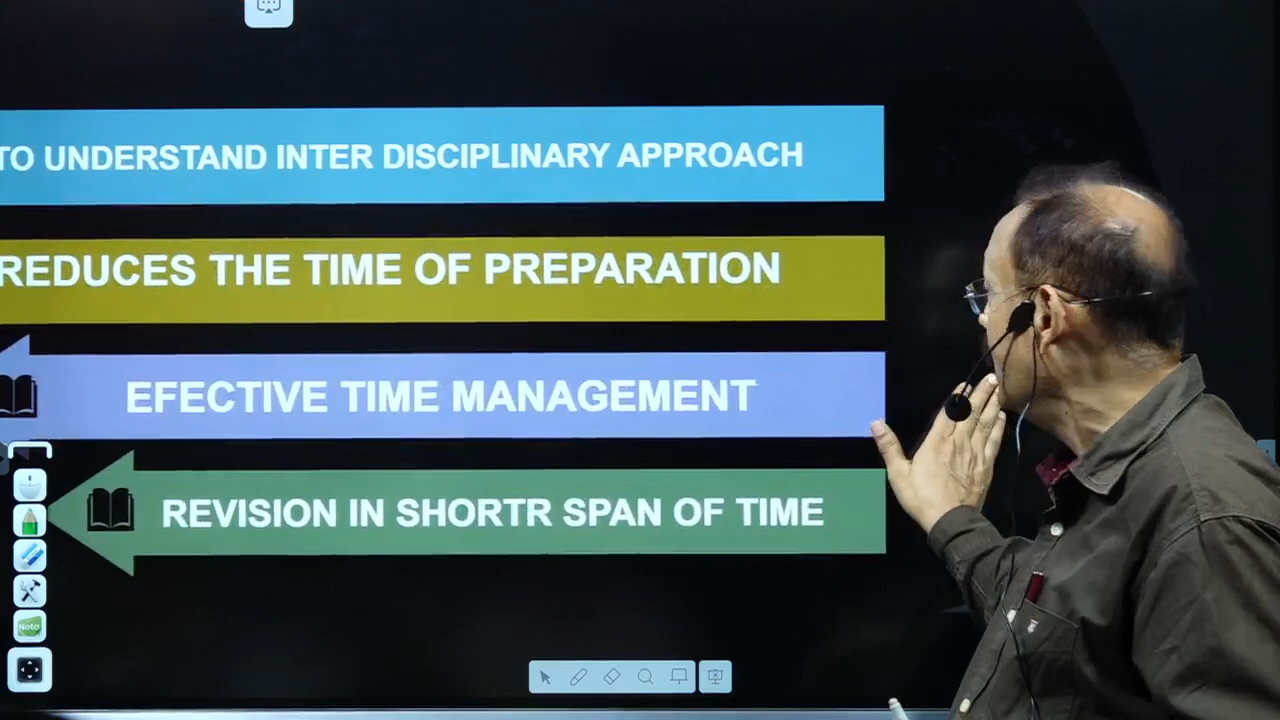 TO UNDERSTAND INTER DISCIPLINARY APPROACH
REDUCES THE TIME OF PREPARATION
EFECTIVE TIME MANAGEMENT
REVISION IN SHORTR SPAN OF TIME
Note